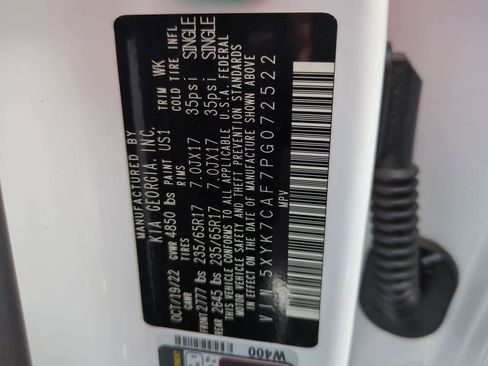 MANUFACTURED BY
KIA GEORGIA, INC.
OCT/19/22 GVWR 4850 lbs PAINT US1 TRIM WK
GAWR RIMS COLD TIRE INFL
FRONT 2777 lbs 235/65R17 7.0JX17 35psi SINGLE
REAR 2645 lbs 235/65R17 7.0JX17 35psi SINGLE
THIS VEHICLE CONFORMS TO ALL APPLICABLE U.S.A. FEDERAL
MOTOR VEHICLE SAFETY AND THEFT PREVENTION STANDARDS
IN EFFECT ON THE DATE OF MANUFACTURE SHOWN ABOVE
VIN 5XYK7CAF7PG072522
MPV
W400